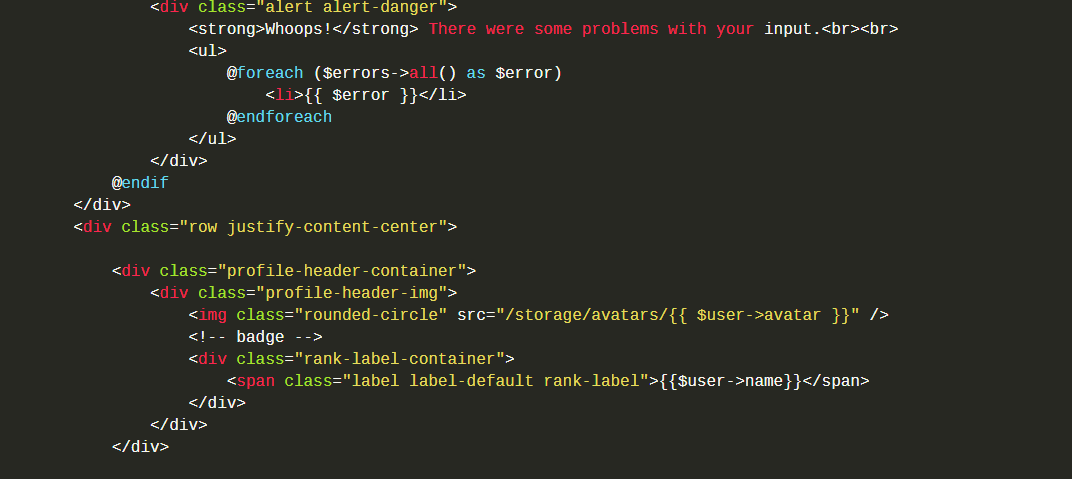 <div class="alert alert-danger">
<strong>Whoops!</strong> There were some problems with your input.<br><br>
<ul>
@foreach ($errors->all() as $error)
<li>{{ $error }}</li>
@endforeach
</ul>
</div>
@endif
</div>
<div class="row justify-content-center">
<div class="profile-header-container">
<div class="profile-header-img">
<img class="rounded-circle" src="/storage/avatars/{{ $user->avatar }}" />
<!-- badge -->
<div class="rank-label-container">
<span class="label label-default rank-label">{{$user->name}}</span>
</div>
</div>
</div>